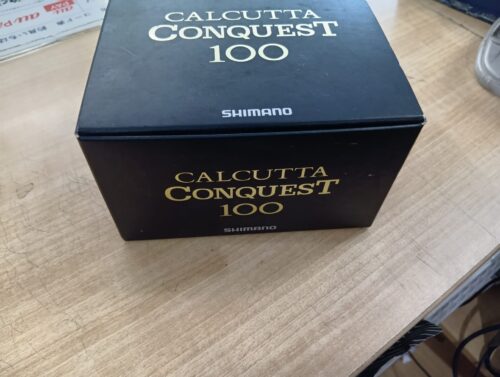 CALCUTTA
CONQUEST
100
SHIMANO
CALCUTTA
CONQUEST
100
SHIMANO